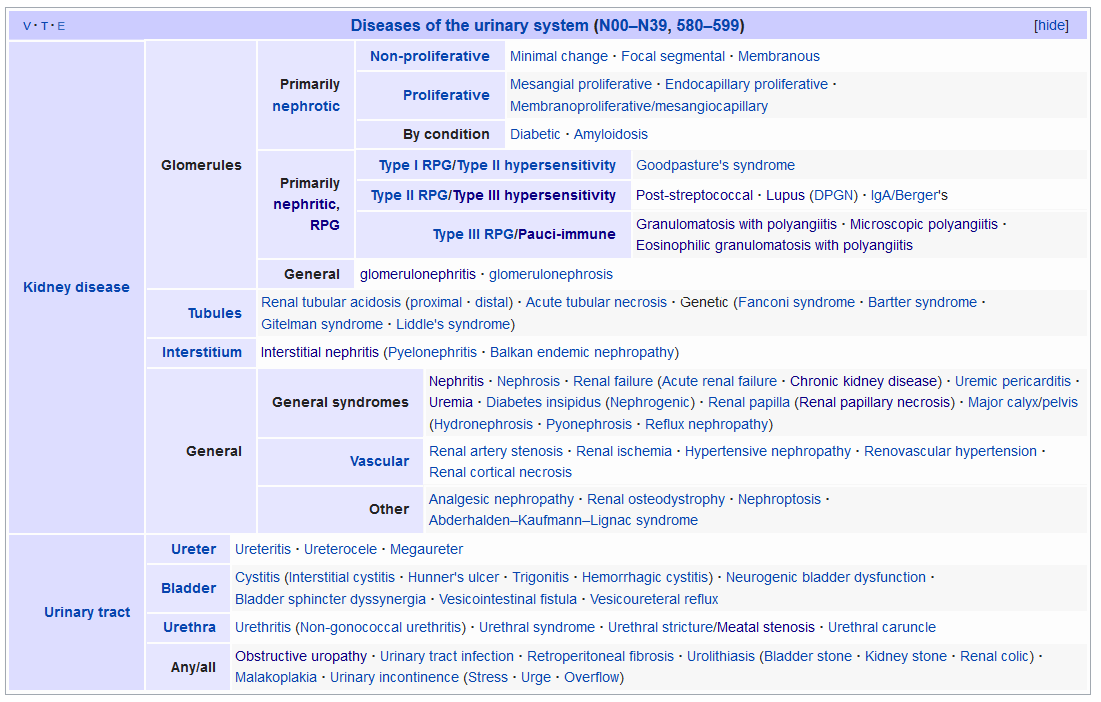 V · T · E Diseases of the urinary system (N00–N39, 580–599) [hide]
Kidney disease
Glomerules
Primarily
nephrotic
Non-proliferative Minimal change · Focal segmental · Membranous
Proliferative Mesangial proliferative · Endocapillary proliferative ·
Membranoproliferative/mesangiocapillary
By condition Diabetic · Amyloidosis
Primarily
nephritic,
RPG
Type I RPG/Type II hypersensitivity Goodpasture's syndrome
Type II RPG/Type III hypersensitivity Post-streptococcal · Lupus (DPGN) · IgA/Berger's
Type III RPG/Pauci-immune Granulomatosis with polyangiitis · Microscopic polyangiitis ·
Eosinophilic granulomatosis with polyangiitis
General glomerulonephritis · glomerulonephrosis
Tubules Renal tubular acidosis (proximal · distal) · Acute tubular necrosis · Genetic (Fanconi syndrome · Bartter syndrome ·
Gitelman syndrome · Liddle's syndrome)
Interstitium Interstitial nephritis (Pyelonephritis · Balkan endemic nephropathy)
General
General syndromes Nephritis · Nephrosis · Renal failure (Acute renal failure · Chronic kidney disease) · Uremic pericarditis ·
Uremia · Diabetes insipidus (Nephrogenic) · Renal papilla (Renal papillary necrosis) · Major calyx/pelvis
(Hydronephrosis · Pyonephrosis · Reflux nephropathy)
Vascular Renal artery stenosis · Renal ischemia · Hypertensive nephropathy · Renovascular hypertension ·
Renal cortical necrosis
Other Analgesic nephropathy · Renal osteodystrophy · Nephroptosis ·
Abderhalden–Kaufmann–Lignac syndrome
Urinary tract
Ureter Ureteritis · Ureterocele · Megaureter
Bladder Cystitis (Interstitial cystitis · Hunner's ulcer · Trigonitis · Hemorrhagic cystitis) · Neurogenic bladder dysfunction ·
Bladder sphincter dyssynergia · Vesicointestinal fistula · Vesicoureteral reflux
Urethra Urethritis (Non-gonococcal urethritis) · Urethral syndrome · Urethral stricture/Meatal stenosis · Urethral caruncle
Any/all Obstructive uropathy · Urinary tract infection · Retroperitoneal fibrosis · Urolithiasis (Bladder stone · Kidney stone · Renal colic) ·
Malakoplakia · Urinary incontinence (Stress · Urge · Overflow)